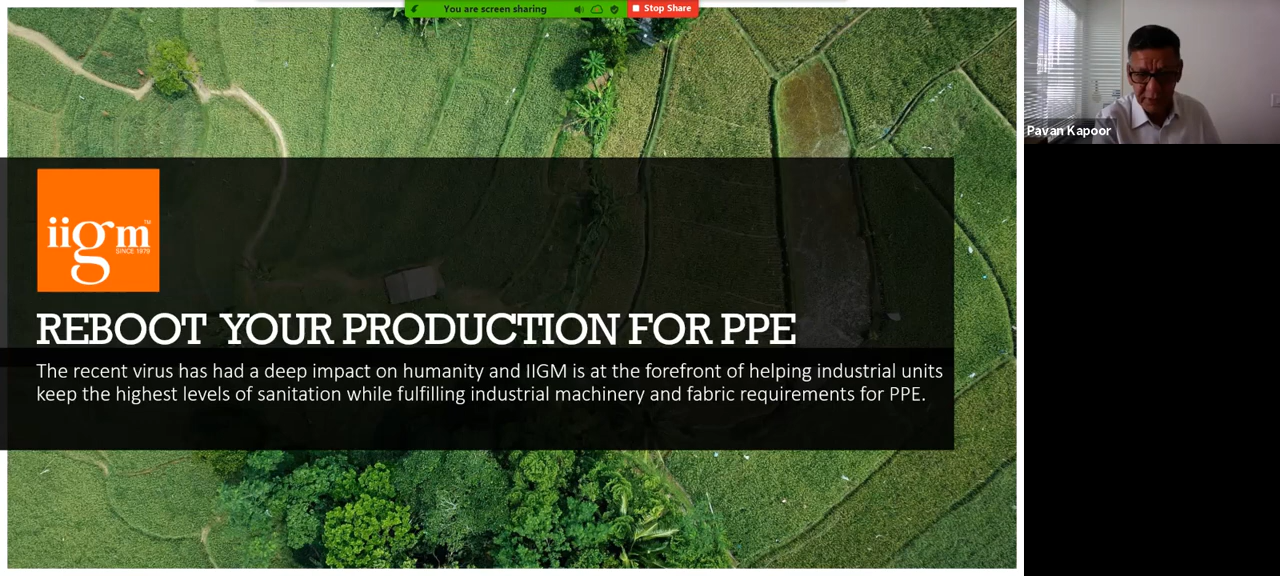 You are screen sharing
Stop Share
Pavan Kapoor
iigm™
SINCE 1979
REBOOT YOUR PRODUCTION FOR PPE
The recent virus has had a deep impact on humanity and IIGM is at the forefront of helping industrial units
keep the highest levels of sanitation while fulfilling industrial machinery and fabric requirements for PPE.